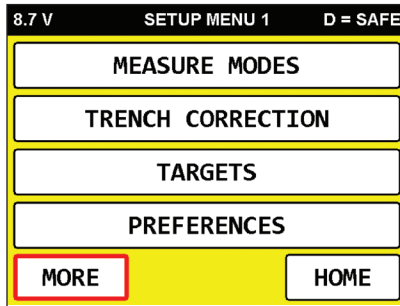 8.7 V SETUP MENU 1 D = SAFE
MEASURE MODES
TRENCH CORRECTION
TARGETS
PREFERENCES
MORE HOME